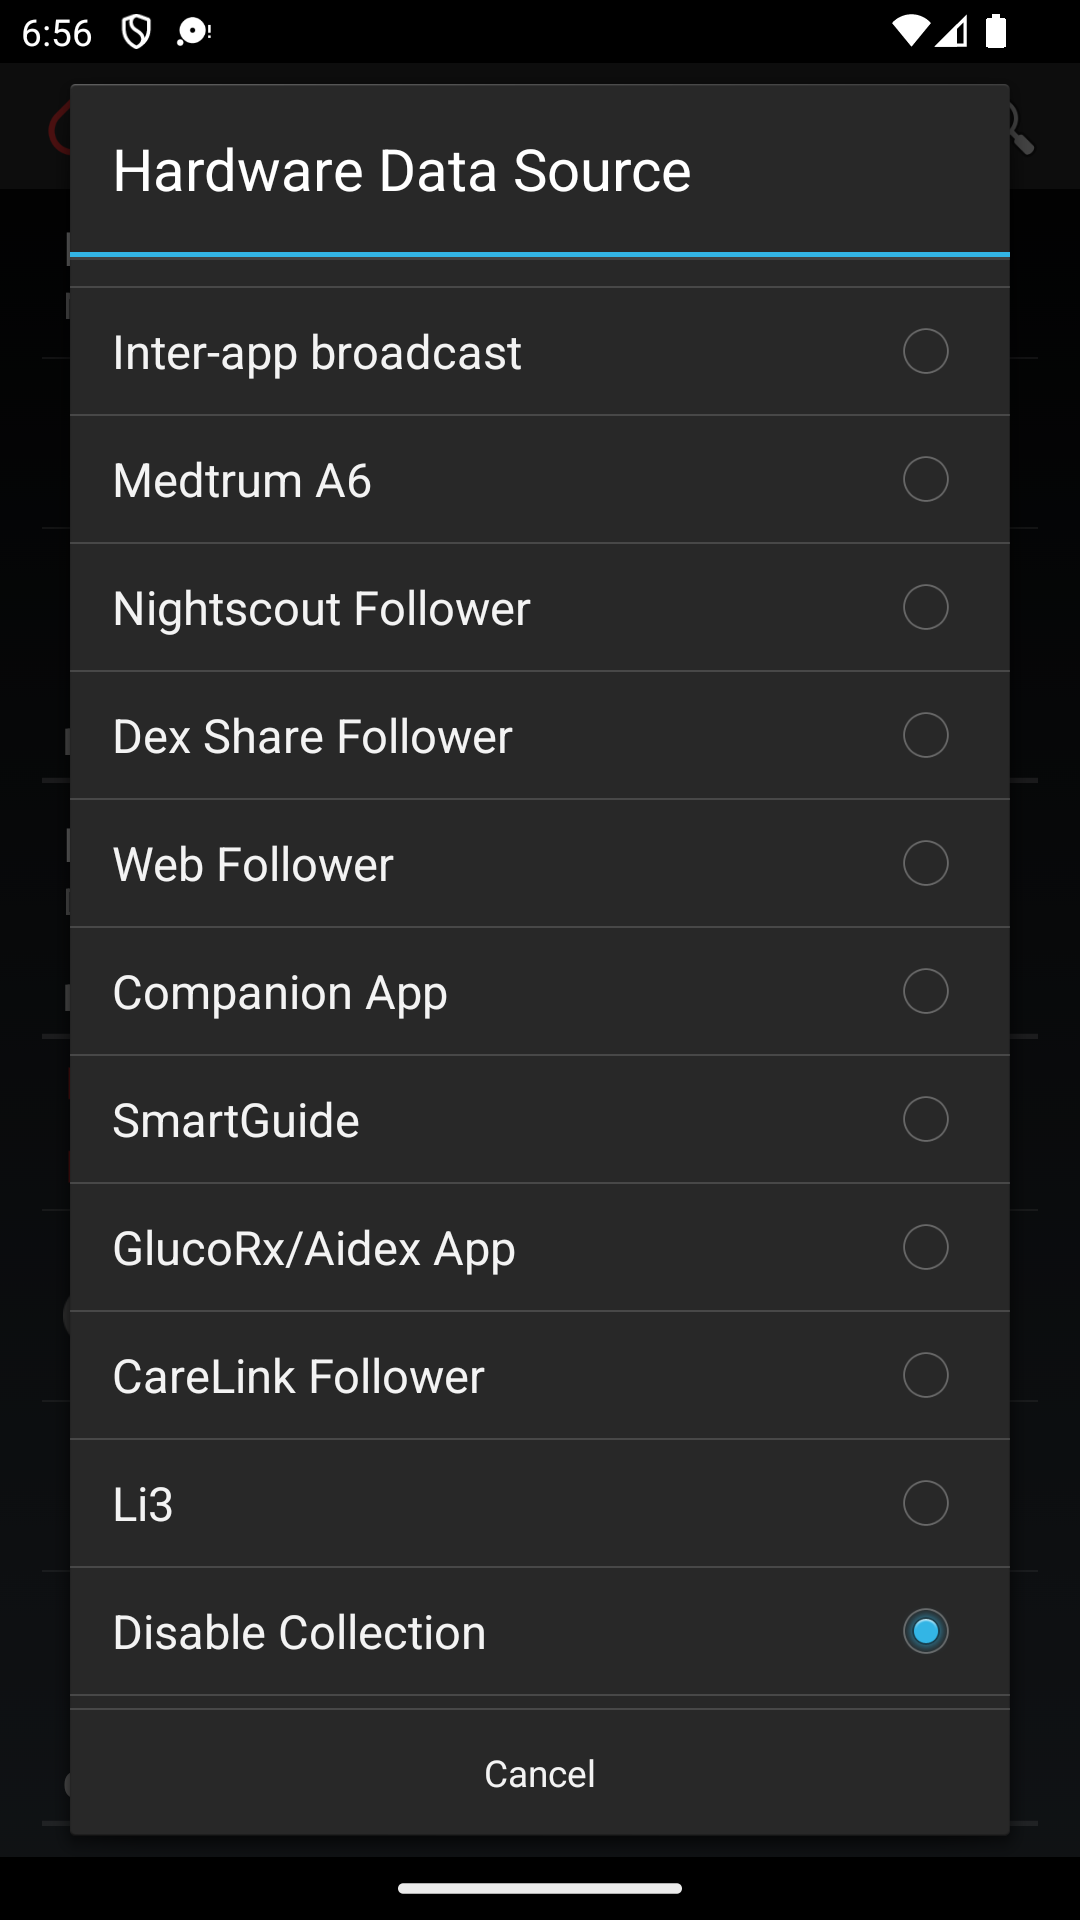 6:56
Hardware Data Source
Inter-app broadcast
Medtrum A6
Nightscout Follower
Dex Share Follower
Web Follower
Companion App
SmartGuide
GlucoRx/Aidex App
CareLink Follower
Li3
Disable Collection
Cancel